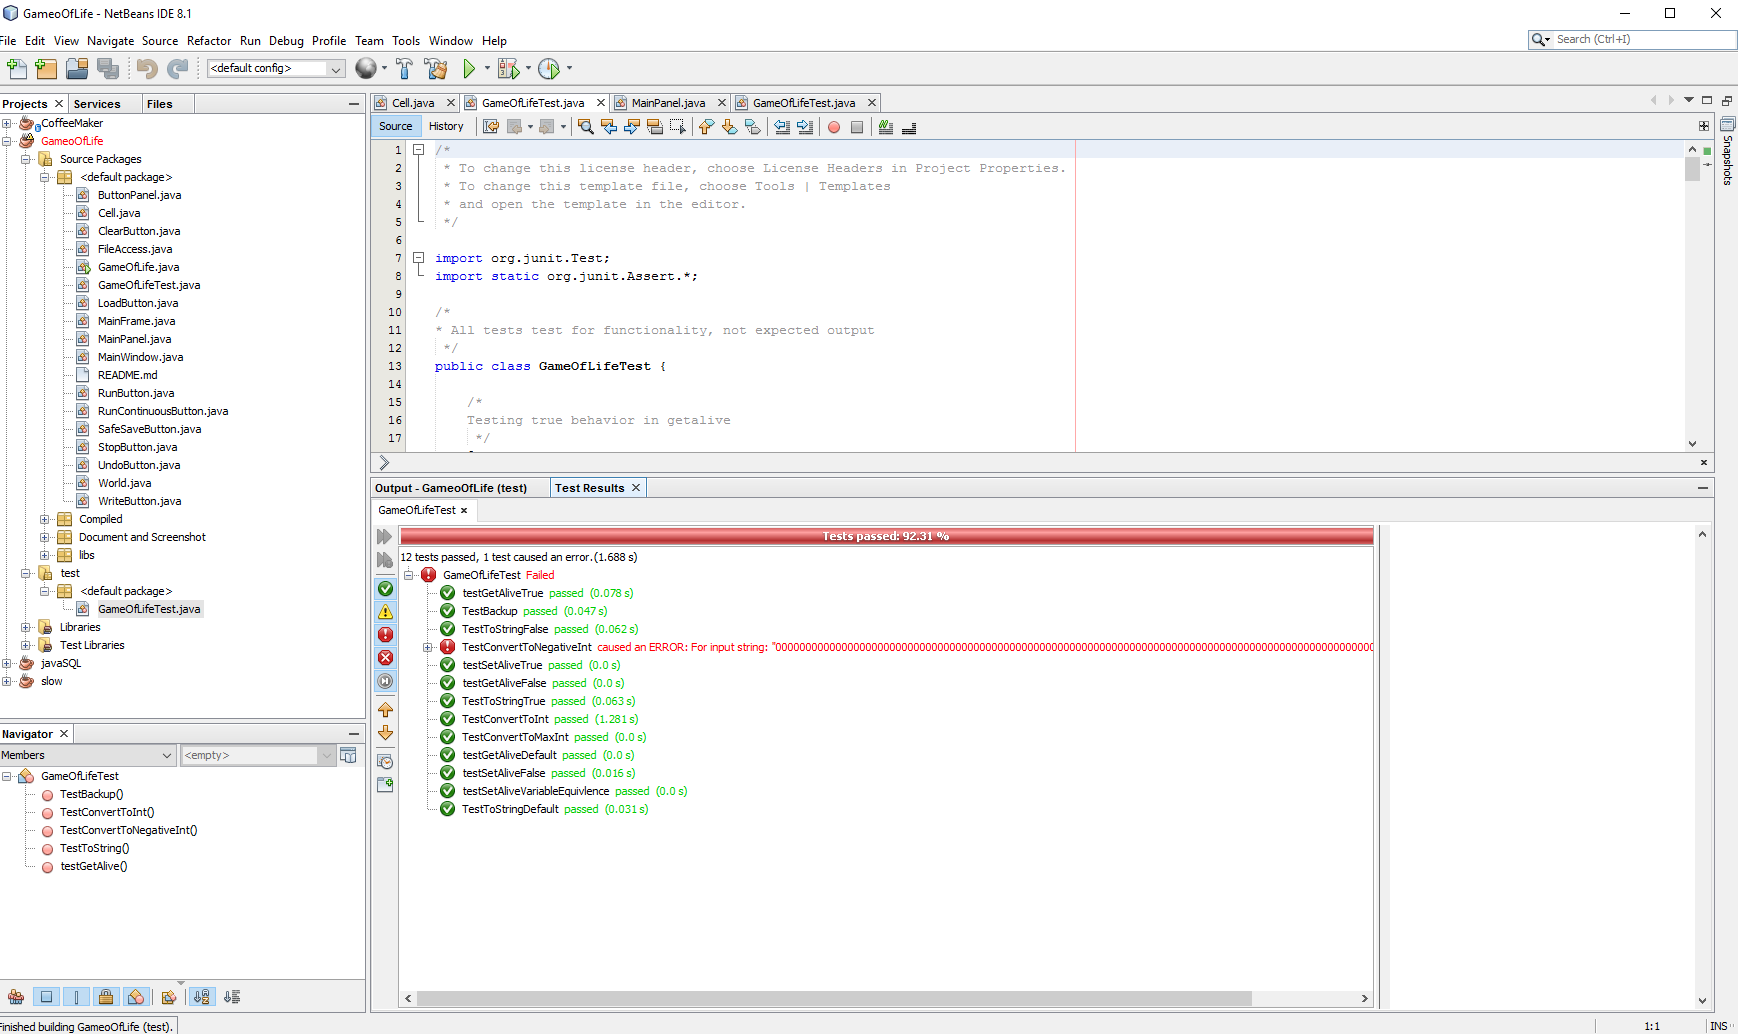 GameoOfLife - NetBeans IDE 8.1
File Edit View Navigate Source Refactor Run Debug Profile Team Tools Window Help
Search (Ctrl+I)
<default config>
Projects Services Files
CoffeeMaker
GameoOfLife
Source Packages
<default package>
ButtonPanel.java
Cell.java
ClearButton.java
FileAccess.java
GameOfLife.java
GameOfLifeTest.java
LoadButton.java
MainFrame.java
MainPanel.java
MainWindow.java
README.md
RunButton.java
RunContinuousButton.java
SafeSaveButton.java
StopButton.java
UndoButton.java
World.java
WriteButton.java
Compiled
Document and Screenshot
libs
test
<default package>
GameOfLifeTest.java
Libraries
Test Libraries
javaSQL
slow
Navigator
Members <empty>
GameOfLifeTest
TestBackup()
TestConvertToInt()
TestConvertToNegativeInt()
TestToString()
testGetAlive()
Cell.java GameOfLifeTest.java MainPanel.java GameOfLifeTest.java
Source History
1 /*
2 * To change this license header, choose License Headers in Project Properties.
3 * To change this template file, choose Tools | Templates
4 * and open the template in the editor.
5 */
6
7 import org.junit.Test;
8 import static org.junit.Assert.*;
9
10 /*
11 * All tests test for functionality, not expected output
12 */
13 public class GameOfLifeTest {
14
15 /*
16 Testing true behavior in getalive
17 */
Snapshots
Output - GameoOfLife (test) Test Results
GameOfLifeTest
Tests passed: 92.31 %
12 tests passed, 1 test caused an error.(1.688 s)
GameOfLifeTest Failed
testGetAliveTrue passed (0.078 s)
TestBackup passed (0.047 s)
TestToStringFalse passed (0.062 s)
TestConvertToNegativeInt caused an ERROR: For input string:
testSetAliveTrue passed (0.0 s)
testGetAliveFalse passed (0.0 s)
TestToStringTrue passed (0.063 s)
TestConvertToInt passed (1.281 s)
TestConvertToMaxInt passed (0.0 s)
testGetAliveDefault passed (0.0 s)
testSetAliveFalse passed (0.016 s)
testSetAliveVariableEquivlence passed (0.0 s)
TestToStringDefault passed (0.031 s)
Finished building GameoOfLife (test).
1:1 INS